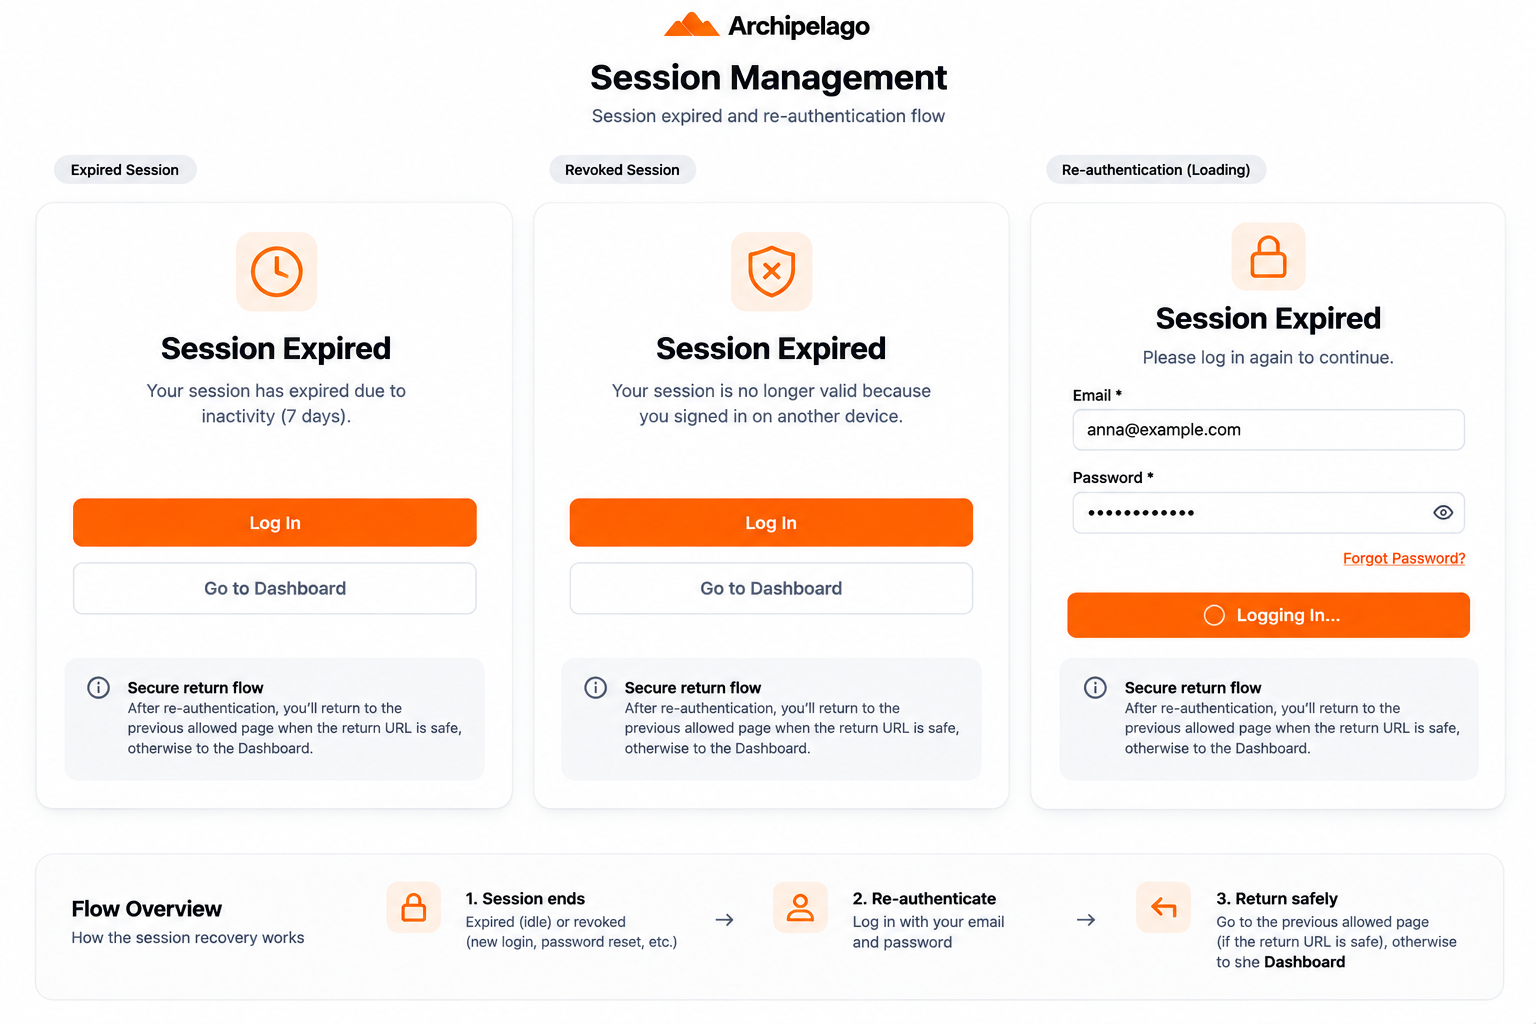 Archipelago
Session Management
Session expired and re-authentication flow
Expired Session
Session Expired
Your session has expired due to
inactivity (7 days).
Log In
Go to Dashboard
Secure return flow
After re-authentication, you'll return to the
previous allowed page when the return URL is safe,
otherwise to the Dashboard.
Revoked Session
Session Expired
Your session is no longer valid because
you signed in on another device.
Log In
Go to Dashboard
Secure return flow
After re-authentication, you'll return to the
previous allowed page when the return URL is safe,
otherwise to the Dashboard.
Re-authentication (Loading)
Session Expired
Please log in again to continue.
Email *
anna@example.com
Password *
••••••••••••
Forgot Password?
Logging In...
Secure return flow
After re-authentication, you'll return to the
previous allowed page when the return URL is safe,
otherwise to the Dashboard.
Flow Overview
How the session recovery works
1. Session ends
Expired (idle) or revoked
(new login, password reset, etc.)
2. Re-authenticate
Log in with your email
and password
3. Return safely
Go to the previous allowed page
(if the return URL is safe), otherwise
to she Dashboard